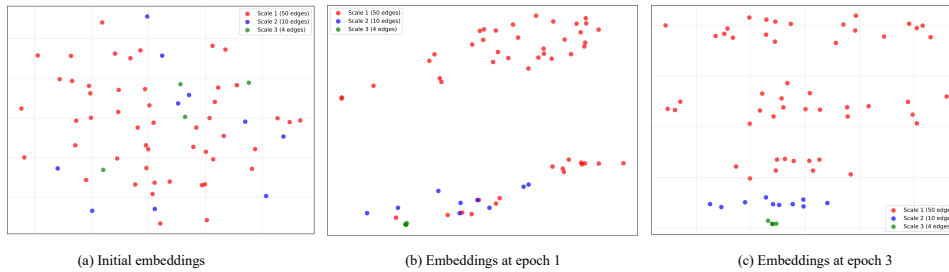 Scale 1 (50 edges)
Scale 2 (10 edges)
Scale 3 (4 edges)
Scale 1 (50 edges)
Scale 2 (10 edges)
Scale 3 (4 edges)
Scale 1 (50 edge
Scale 2 (10 edge
Scale 3 (4 edges
(a) Initial embeddings
(b) Embeddings at epoch 1
(c) Embeddings at epoch 3